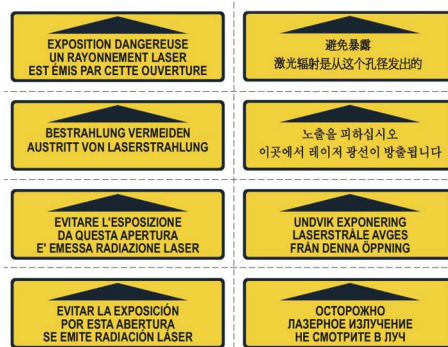 EXPOSITION DANGEREUSE
UN RAYONNEMENT LASER
EST ÉMIS PAR CETTE OUVERTURE
避免暴露
激光辐射是从这个孔径发出的
BESTRAHLUNG VERMEIDEN
AUSTRITT VON LASERSTRAHLUNG
노출을 피하십시오
이곳에서 레이저 광선이 방출됩니다
EVITARE L'ESPOSIZIONE
DA QUESTA APERTURA
E' EMESSA RADIAZIONE LASER
UNDVIK EXPONERING
LASERSTRÅLE AVGES
FRÅN DENNA ÖPPNING
EVITAR LA EXPOSICIÓN
POR ESTA ABERTURA
SE EMITE RADIACIÓN LÁSER
ОСТОРОЖНО
ЛАЗЕРНОЕ ИЗЛУЧЕНИЕ
НЕ СМОТРИТЕ В ЛУЧ